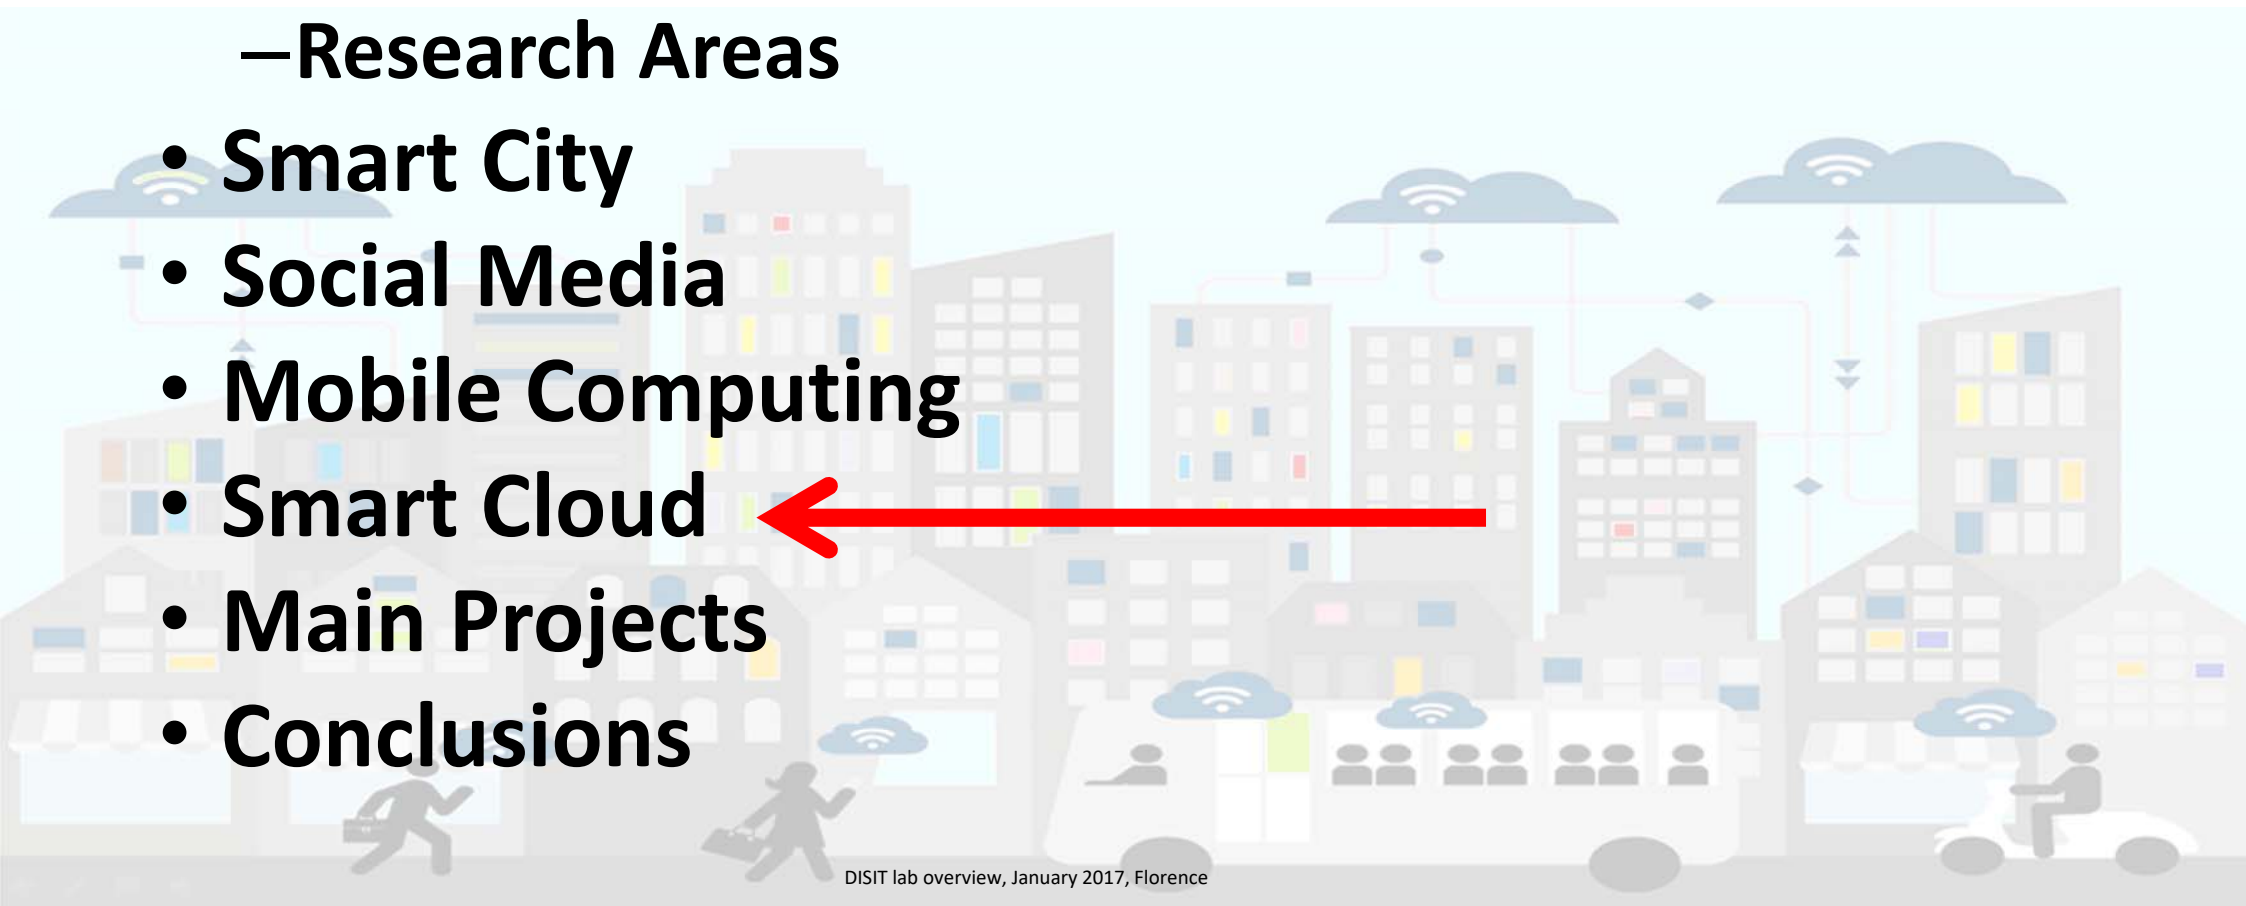 –Research Areas
• Smart City
• Social Media
• Mobile Computing
• Smart Cloud
• Main Projects
• Conclusions
DISIT lab overview, January 2017, Florence